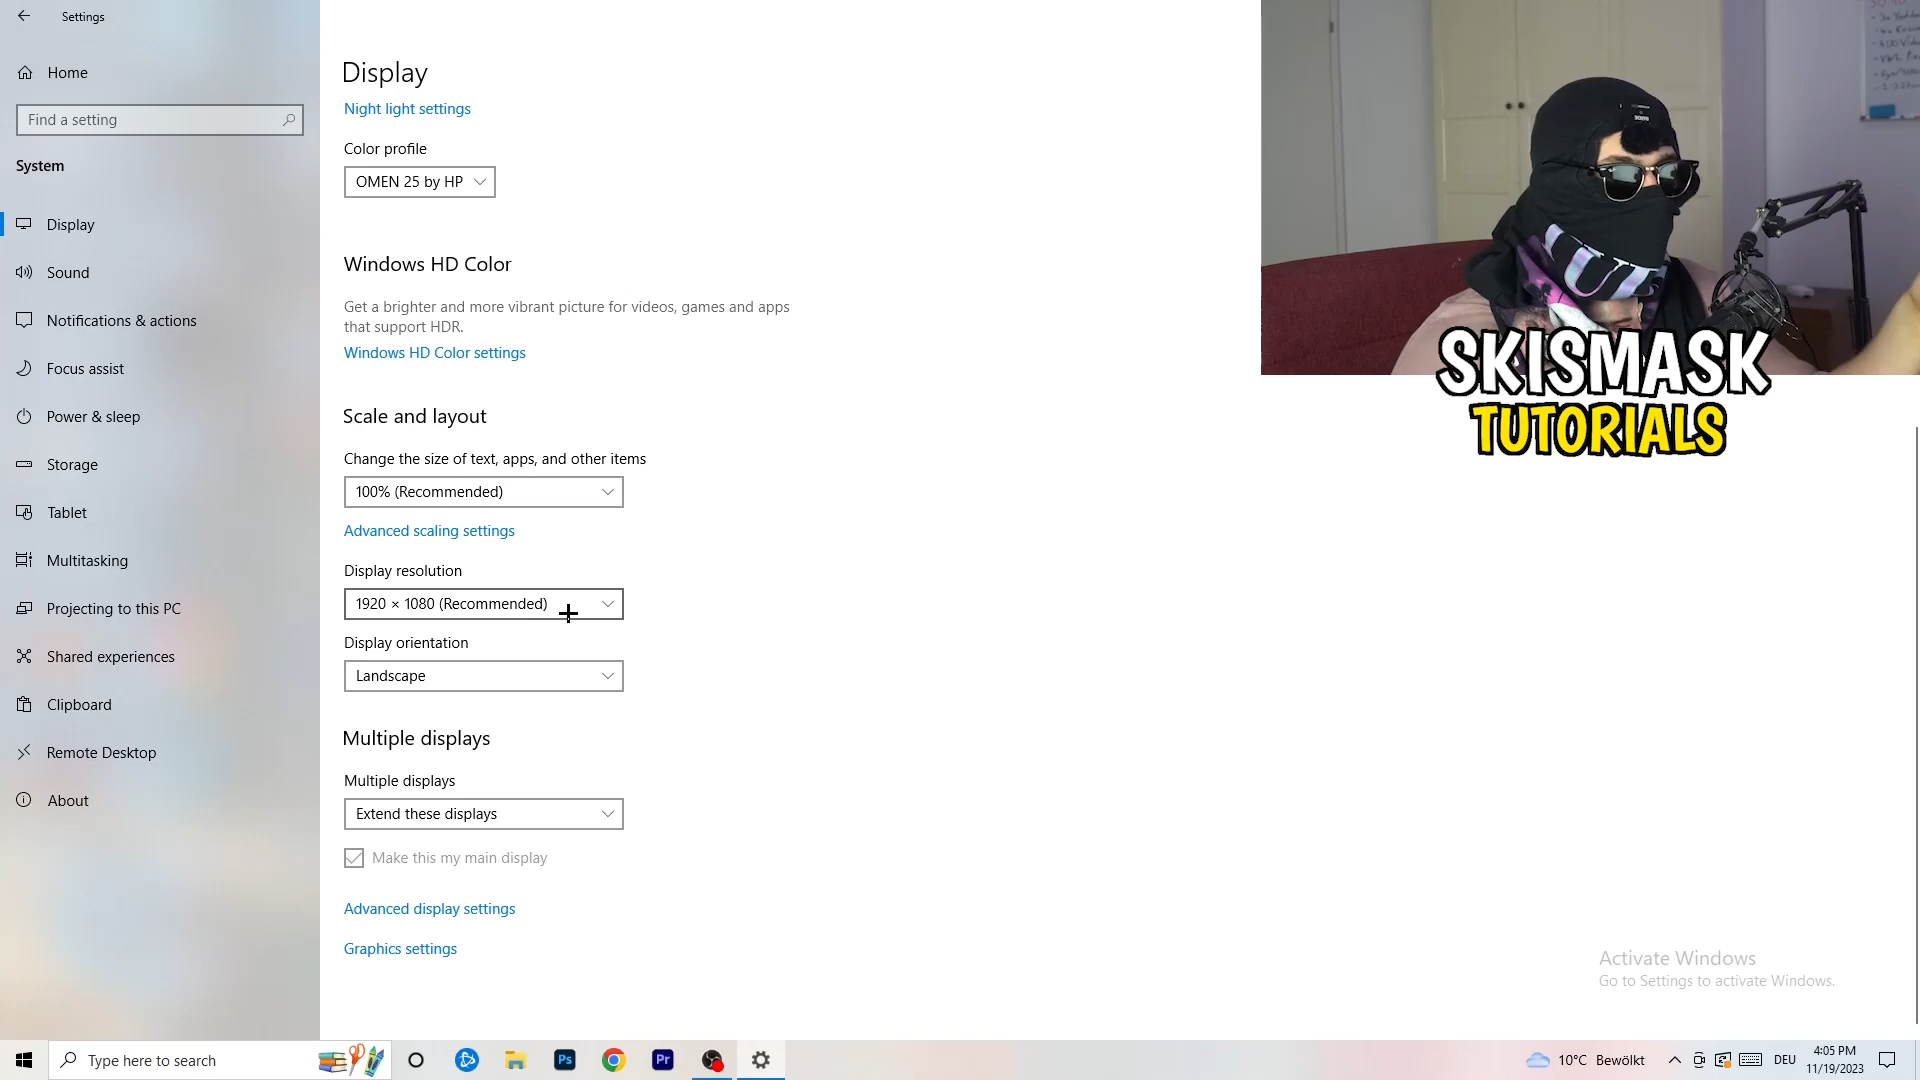 Settings
Home
Find a setting
System
Display
Sound
Notifications & actions
Focus assist
Power & sleep
Storage
Tablet
Multitasking
Projecting to this PC
Shared experiences
Clipboard
Remote Desktop
About
Display
Night light settings
Color profile
OMEN 25 by HP
Windows HD Color
Get a brighter and more vibrant picture for videos, games and apps
that support HDR.
Windows HD Color settings
Scale and layout
Change the size of text, apps, and other items
100% (Recommended)
Advanced scaling settings
Display resolution
1920 × 1080 (Recommended)
Display orientation
Landscape
Multiple displays
Multiple displays
Extend these displays
Make this my main display
Advanced display settings
Graphics settings
SKISMASK
TUTORIALS
Activate Windows
Go to Settings to activate Windows.
Type here to search
Ps
Pr
10°C Bewölkt
DEU
4:05 PM
11/19/2023